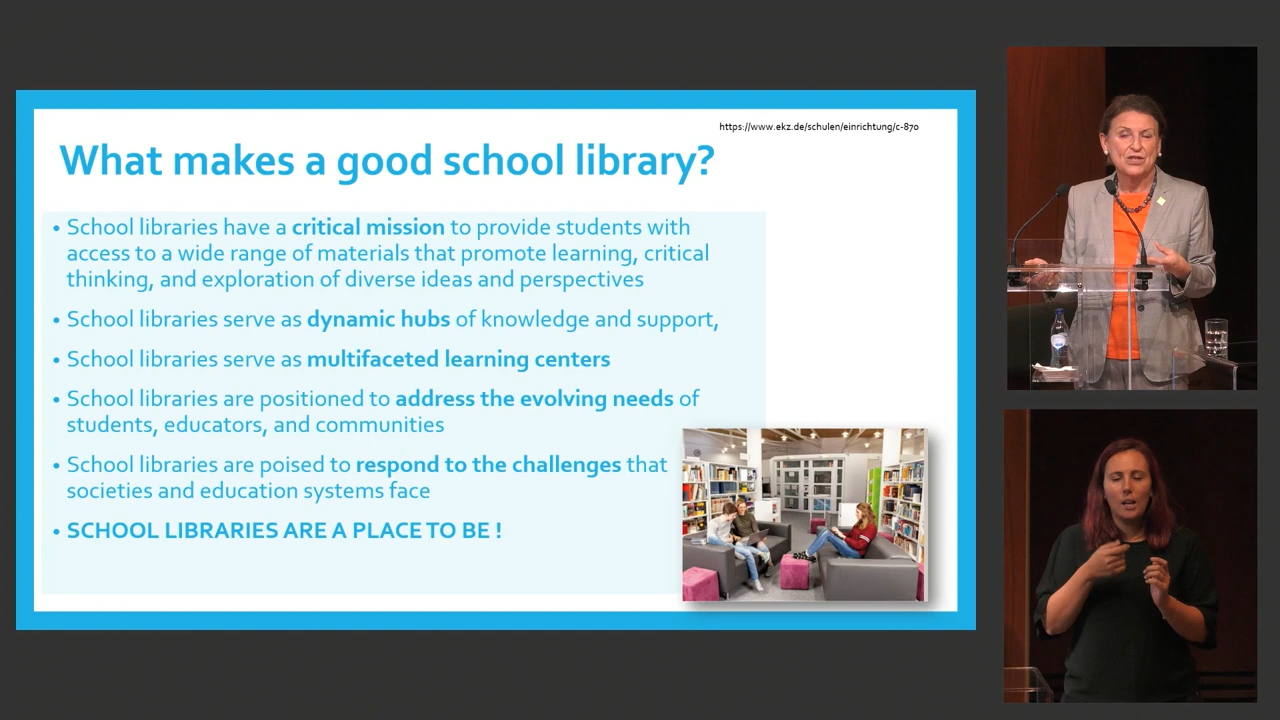 https://www.ekz.de/schulen/einrichtung/c-870
What makes a good school library?
• School libraries have a critical mission to provide students with
access to a wide range of materials that promote learning, critical
thinking, and exploration of diverse ideas and perspectives
• School libraries serve as dynamic hubs of knowledge and support,
• School libraries serve as multifaceted learning centers
• School libraries are positioned to address the evolving needs of
students, educators, and communities
• School libraries are poised to respond to the challenges that
societies and education systems face
• SCHOOL LIBRARIES ARE A PLACE TO BE !